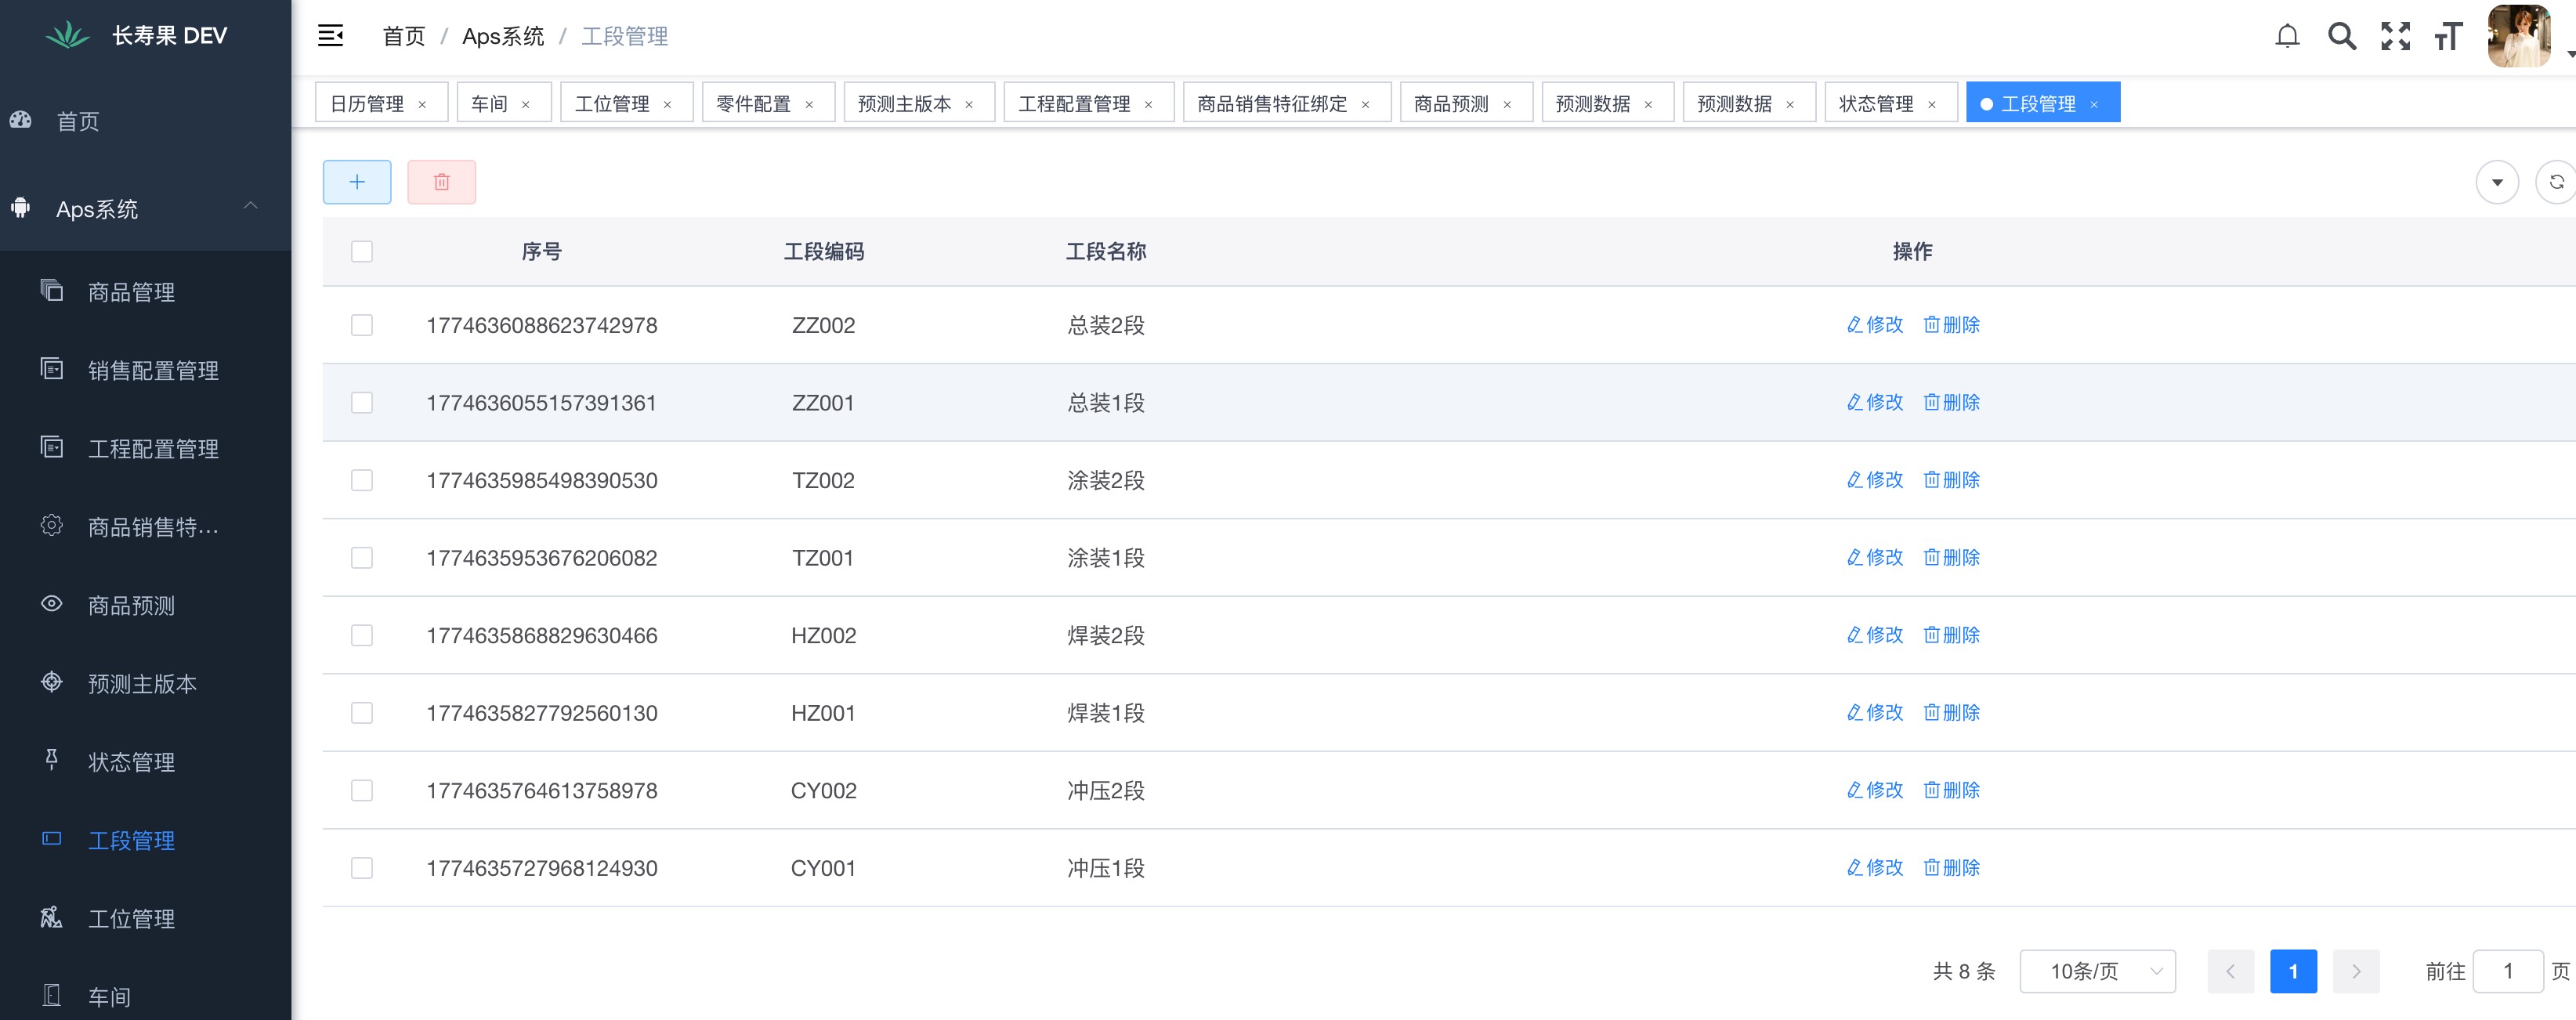 长寿果 DEV
首页 / Aps系统 / 工段管理
日历管理 × 车间 × 工位管理 × 零件配置 × 预测主版本 × 工程配置管理 × 商品销售特征绑定 × 商品预测 × 预测数据 × 预测数据 × 状态管理 × 工段管理 ×
首页
Aps系统
商品管理
销售配置管理
工程配置管理
商品销售特...
商品预测
预测主版本
状态管理
工段管理
工位管理
车间
序号 工段编码 工段名称 操作
1774636088623742978 ZZ002 总装2段 修改 删除
1774636055157391361 ZZ001 总装1段 修改 删除
1774635985498390530 TZ002 涂装2段 修改 删除
1774635953676206082 TZ001 涂装1段 修改 删除
1774635868829630466 HZ002 焊装2段 修改 删除
1774635827792560130 HZ001 焊装1段 修改 删除
1774635764613758978 CY002 冲压2段 修改 删除
1774635727968124930 CY001 冲压1段 修改 删除
共 8 条 10条/页 1 前往 1 页